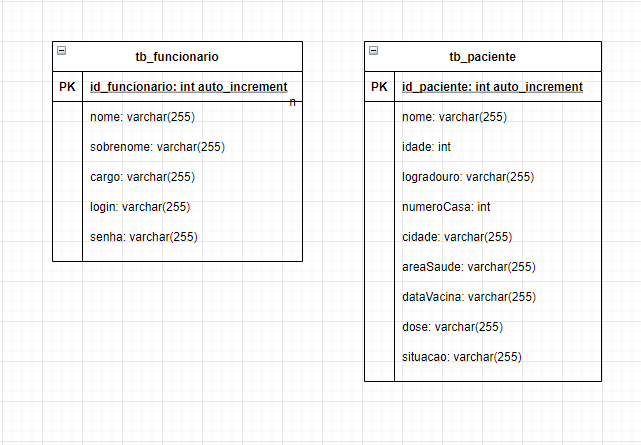 tb_funcionario
PK id_funcionario: int auto_increment
n
nome: varchar(255)
sobrenome: varchar(255)
cargo: varchar(255)
login: varchar(255)
senha: varchar(255)
tb_paciente
PK id_paciente: int auto_increment
nome: varchar(255)
idade: int
logradouro: varchar(255)
numeroCasa: int
cidade: varchar(255)
areaSaude: varchar(255)
dataVacina: varchar(255)
dose: varchar(255)
situacao: varchar(255)